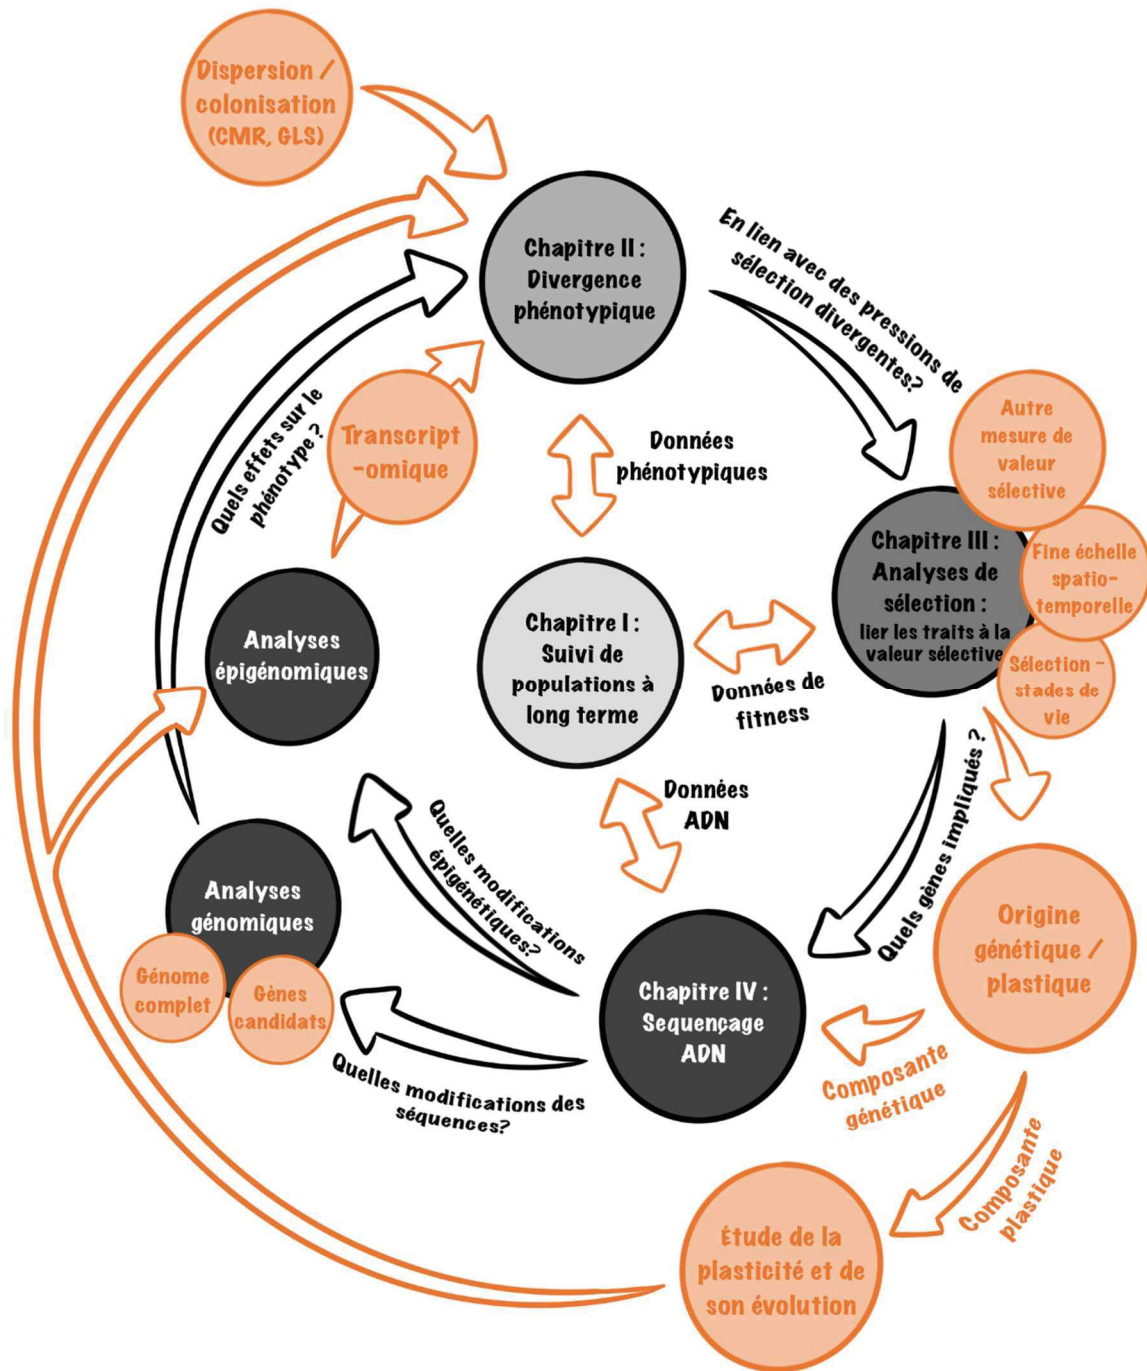 Dispersion /
colonisation
(CMR, GLS)
Chapitre II :
Divergence
phénotypique
En lien avec des pressions de
sélection divergentes?
Autre
mesure de
valeur
sélective
Fine échelle
spatio-
temporelle
Sélection ~
stades de
vie
Chapitre III :
Analyses de
sélection :
lier les traits à la
valeur sélective
Quels effets sur le
phénotype ?
Transcript
-omique
Données
phénotypiques
Chapitre I :
Suivi de
populations à
long terme
Données de
fitness
Données
ADN
Analyses
épigénomiques
Analyses
génomiques
Génome
complet
Gènes
candidats
Quelles modifications
épigénétiques?
Quelles modifications des
séquences?
Chapitre IV :
Sequençage
ADN
Quels gènes impliqués ?
Origine
génétique /
plastique
Composante
génétique
Composante
plastique
Étude de la
plasticité et de
son évolution